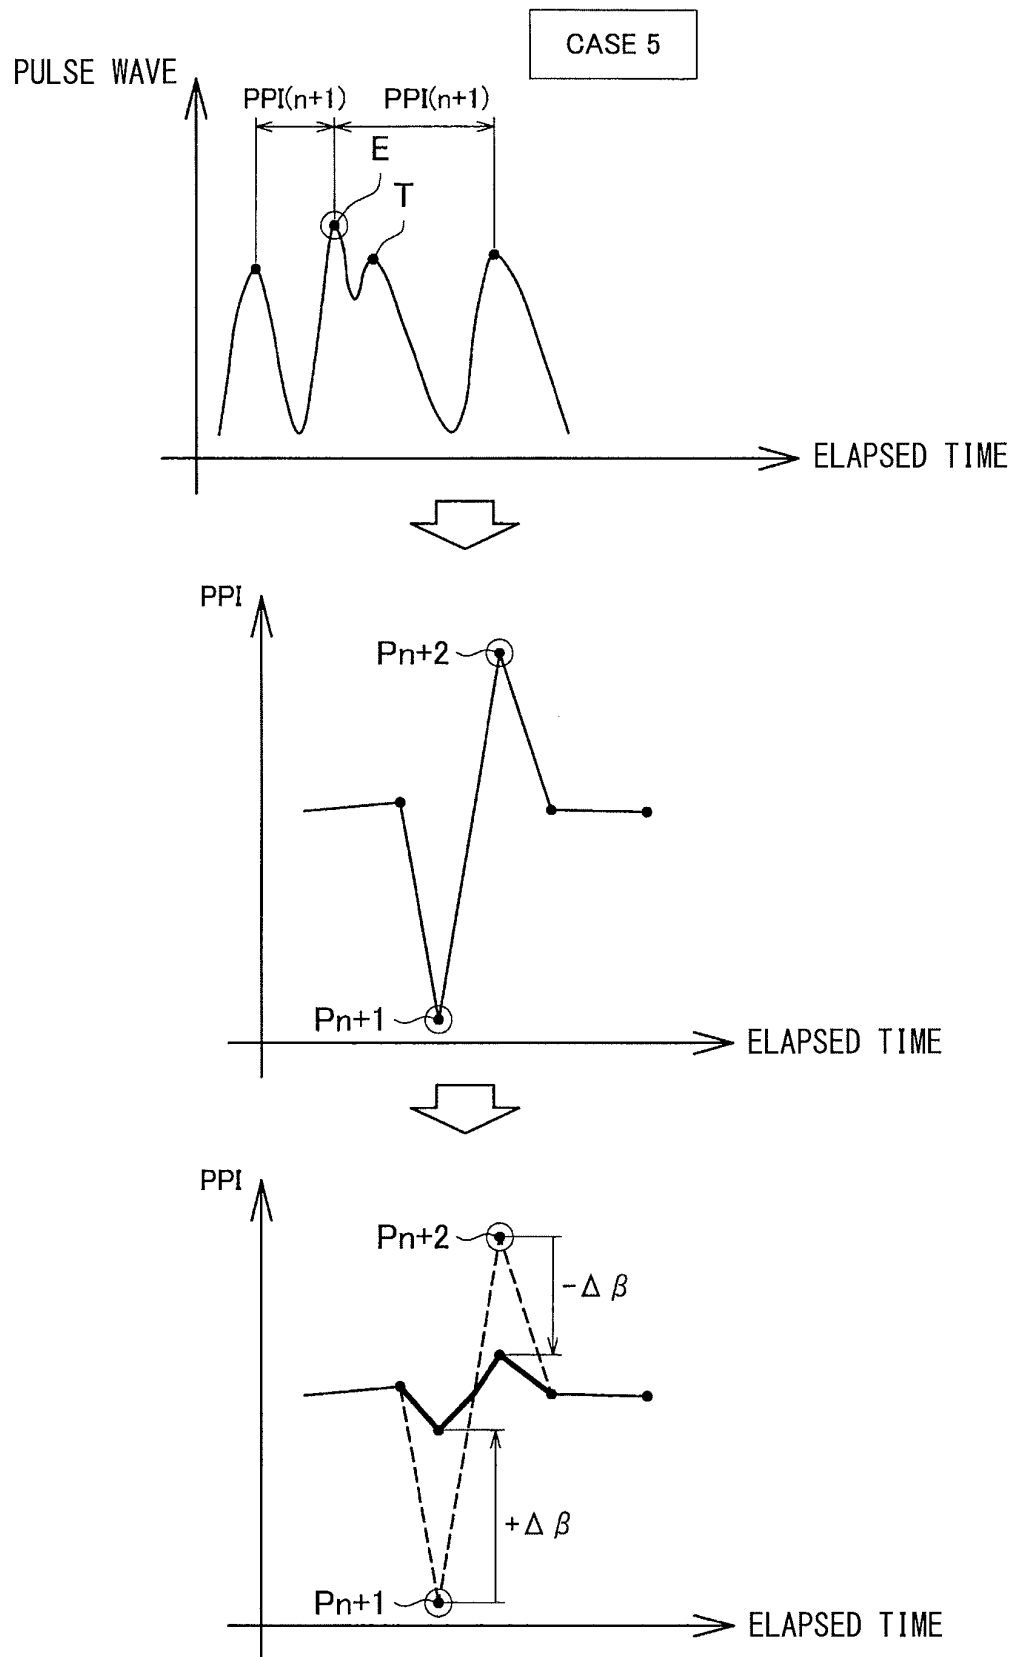 CASE 5
PULSE WAVE
PPI(n+1) PPI(n+1)
E
T
ELAPSED TIME
PPI
Pn+2
Pn+1
ELAPSED TIME
PPI
Pn+2
−Δβ
+Δβ
Pn+1
ELAPSED TIME